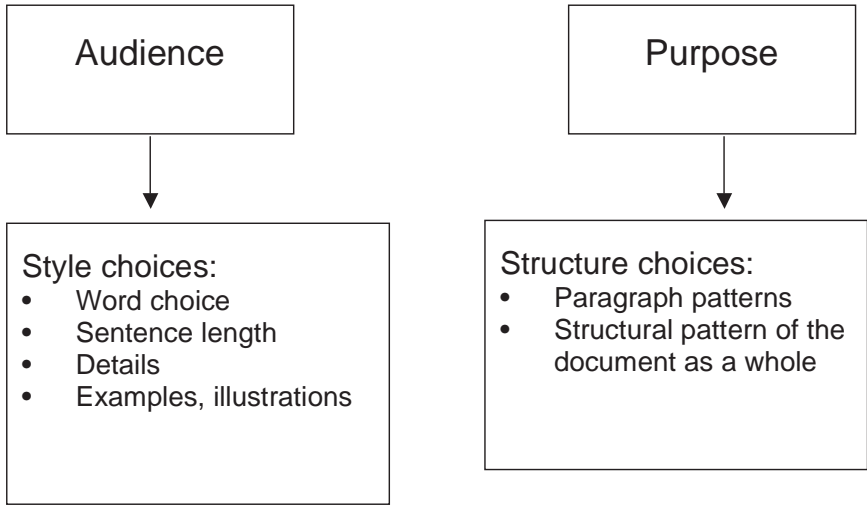 Audience
Purpose
Style choices:
• Word choice
• Sentence length
• Details
• Examples, illustrations
Structure choices:
• Paragraph patterns
• Structural pattern of the
document as a whole